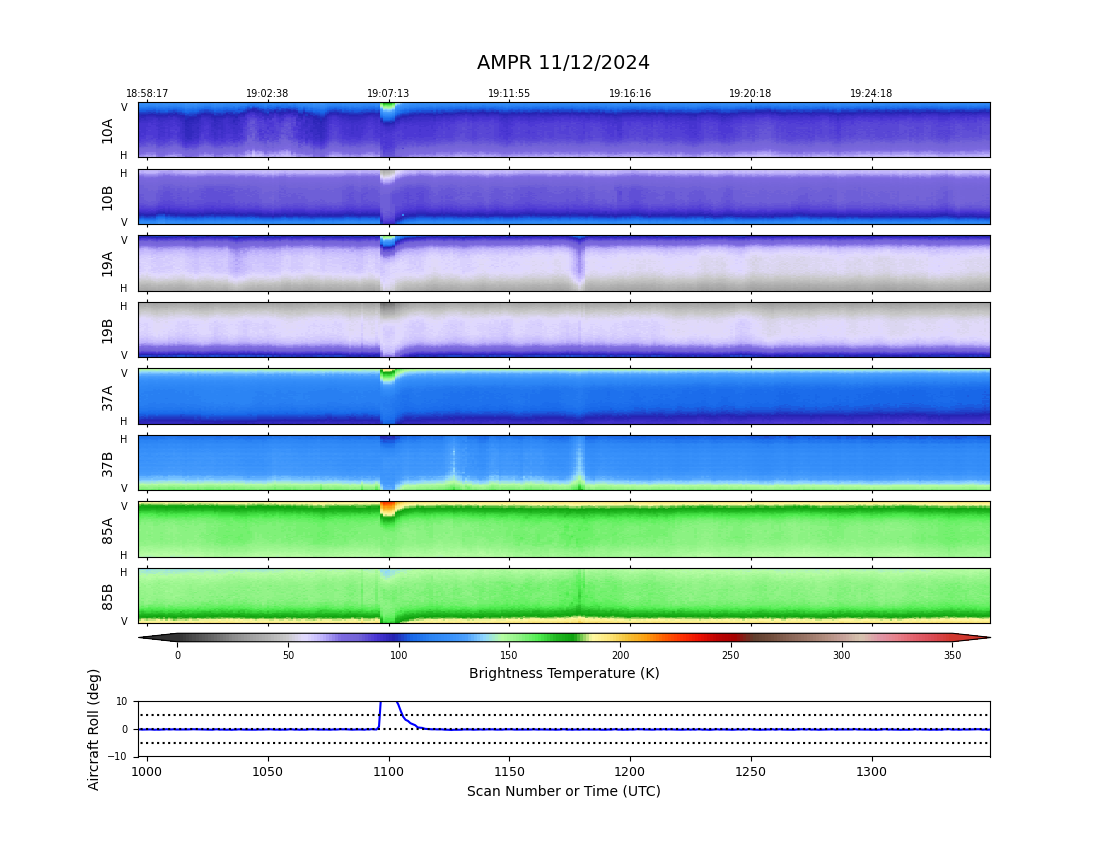 AMPR 11/12/2024
18:58:17 19:02:38 19:07:13 19:11:55 19:16:16 19:20:18 19:24:18
V
10A
H
H
10B
V
V
19A
H
H
19B
V
V
37A
H
H
37B
V
V
85A
H
H
85B
V
0 50 100 150 200 250 300 350
Brightness Temperature (K)
Aircraft Roll (deg)
10
0
−10
1000 1050 1100 1150 1200 1250 1300
Scan Number or Time (UTC)